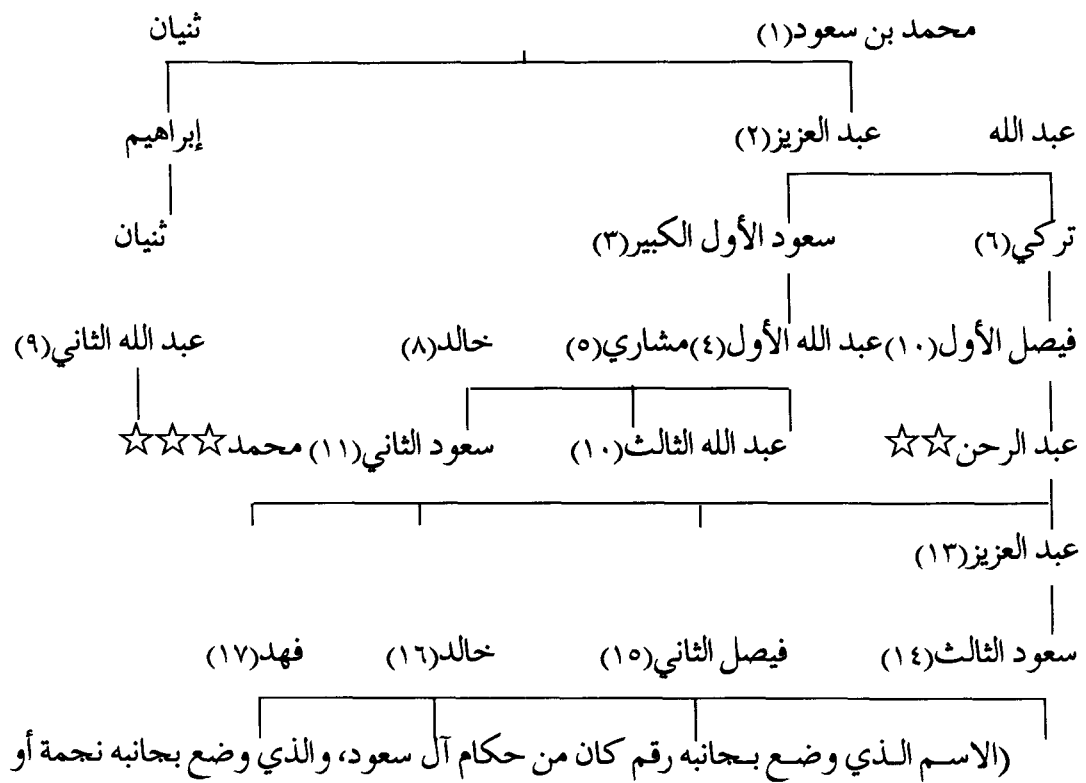 محمد بن سعود(١) ثنيان
عبد الله عبد العزيز(٢) إبراهيم
تركي(٦) سعود الأول الكبير(٣) ثنيان
فيصل الأول(١٠)عبد الله الأول(٤)مشاري(٥) خالد(٨) عبد الله الثاني(٩)
عبد الرحن☆☆ عبد الله الثالث(١٠) سعود الثاني(١١) محمد☆☆☆
عبد العزيز(١٣)
سعود الثالث(١٤) فيصل الثاني(١٥) خالد(١٦) فهد(١٧)
(الاسم الذي وضع بجانبه رقم كان من حكام آل سعود، والذي وضع بجانبه نجمة أو